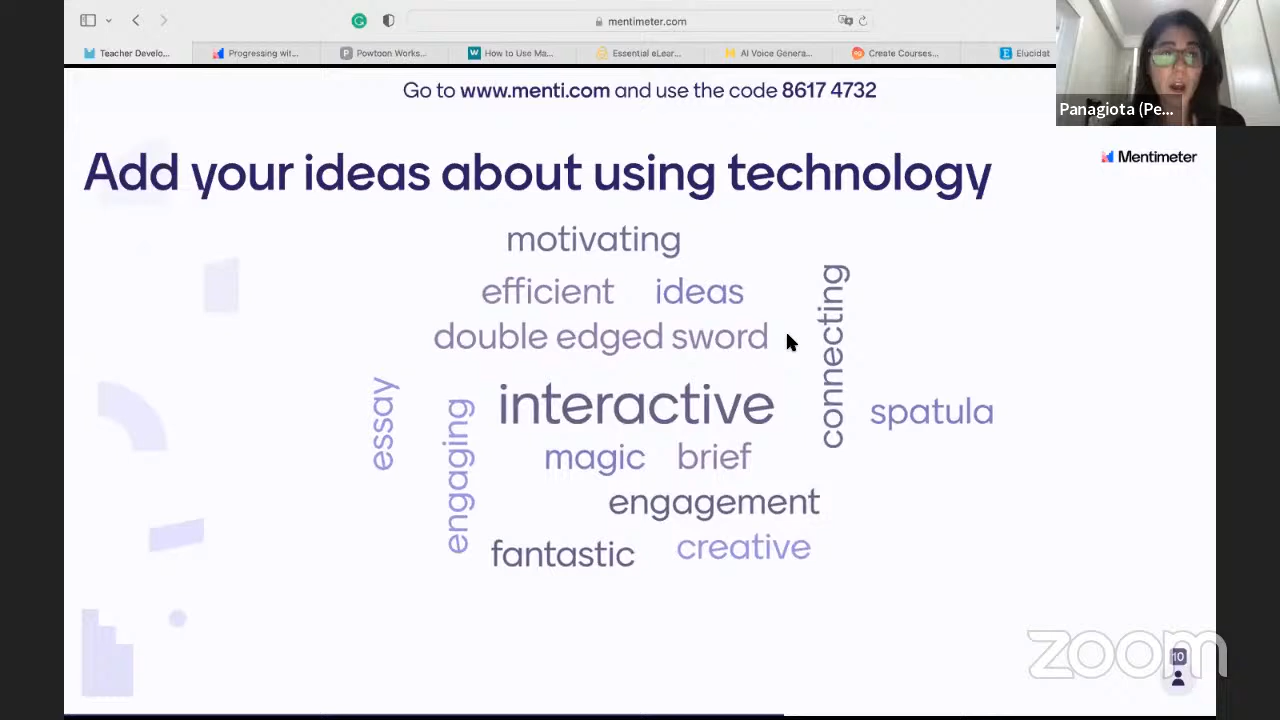 mentimeter.com
Teacher Develo...
Progressing wit...
Powtoon Works...
How to Use Ma...
Essential eLear...
AI Voice Genera...
Create Courses...
Elucidat
Go to www.menti.com and use the code 8617 4732
Panagiota (Pe...
Add your ideas about using technology
Mentimeter
motivating
efficient
ideas
connecting
double edged sword
essay
engaging
interactive
spatula
magic
brief
engagement
fantastic
creative
zoom
10